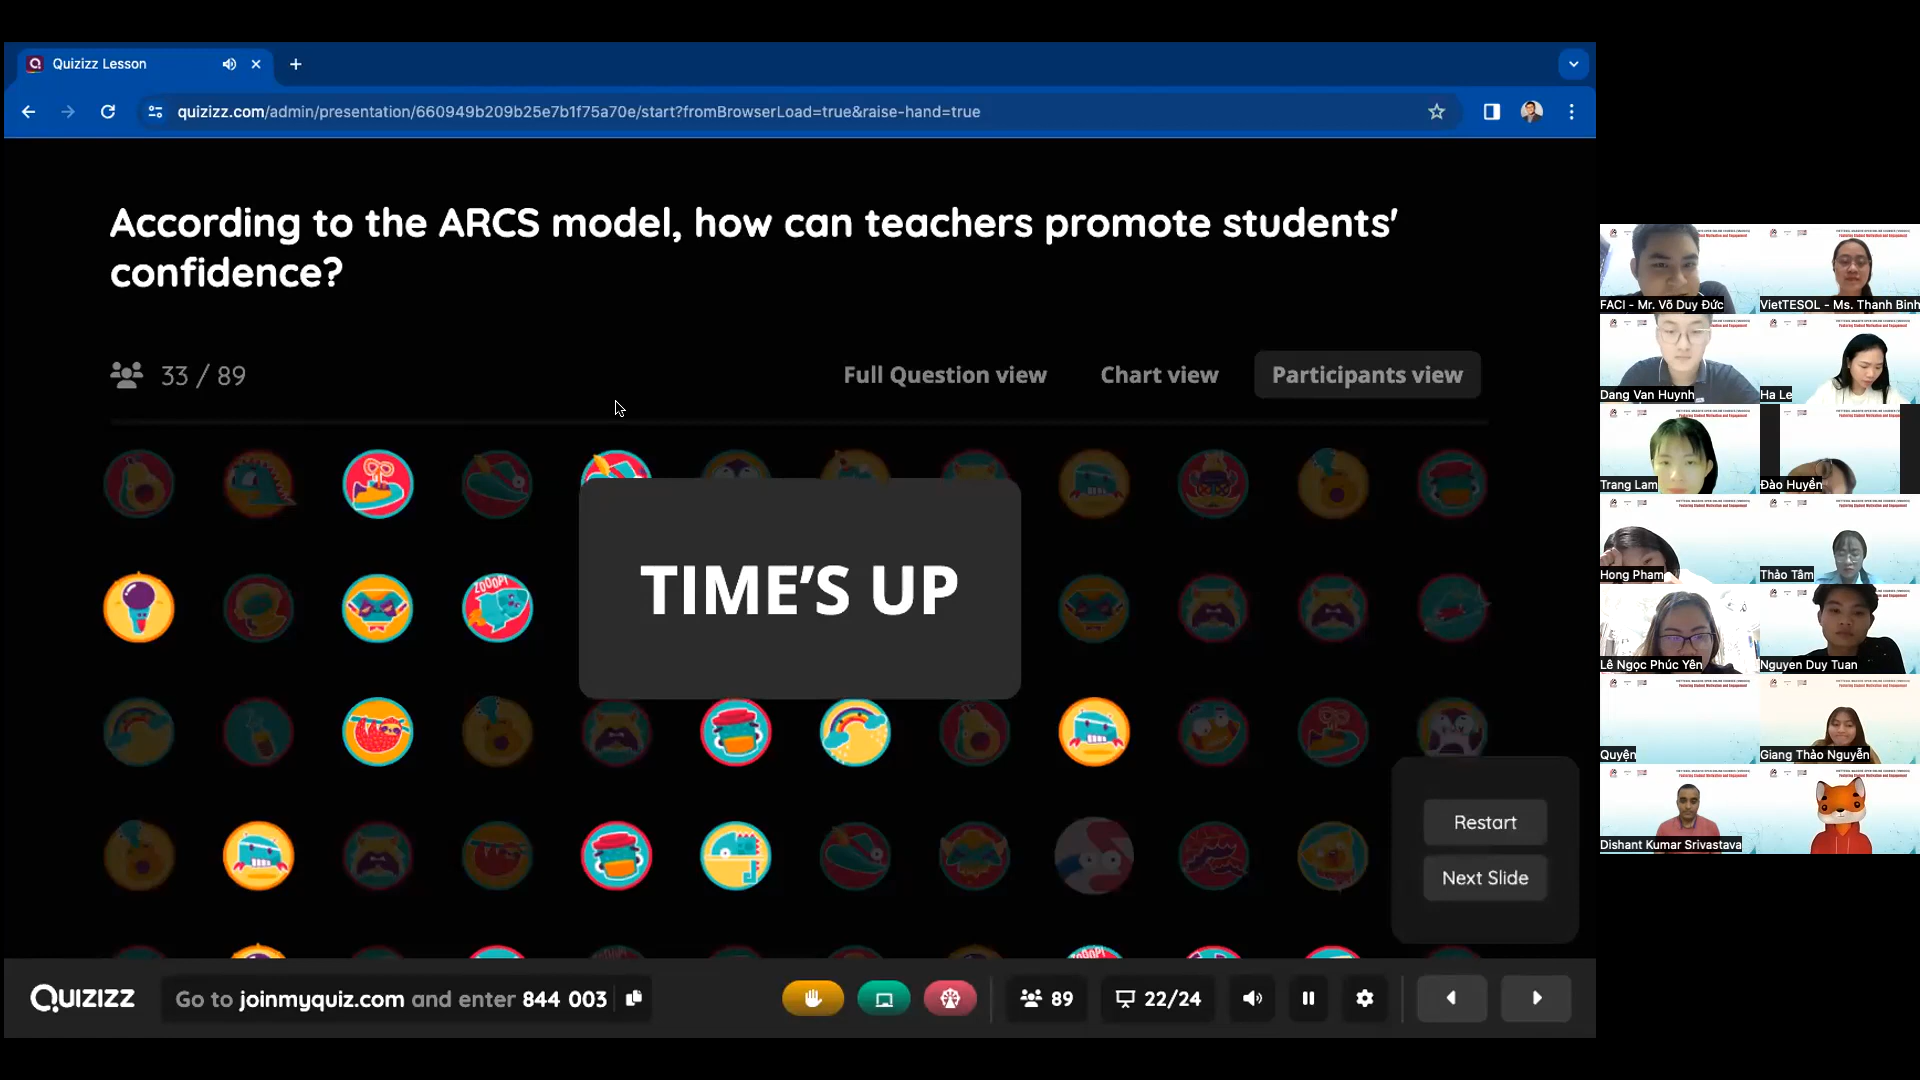 Quizizz Lesson
quizizz.com/admin/presentation/660949b209b25e7b1f75a70e/start?fromBrowserLoad=true&raise-hand=true
According to the ARCS model, how can teachers promote students'
confidence?
33 / 89
Full Question view
Chart view
Participants view
ZOOOP!
TIME'S UP
Restart
Next Slide
QUIZIZZ
Go to joinmyquiz.com and enter 844 003
89
22/24
FACI - Mr. Võ Duy Đức
VietTESOL - Ms. Thanh Binh
Dang Van Huynh
Ha Le
Trang Lam
Đào Huyền
Hong Pham
Thảo Tâm
Lê Ngọc Phúc Yên
Nguyen Duy Tuan
Quyện
Giang Thảo Nguyễn
Dishant Kumar Srivastava